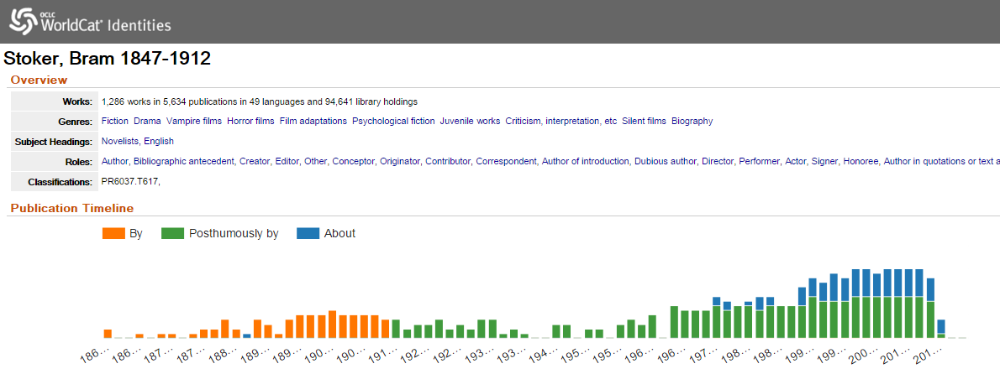 OCLC
WorldCat® Identities
Stoker, Bram 1847-1912
Overview
Works: 1,286 works in 5,634 publications in 49 languages and 94,641 library holdings
Genres: Fiction Drama Vampire films Horror films Film adaptations Psychological fiction Juvenile works Criticism, interpretation, etc Silent films Biography
Subject Headings: Novelists, English
Roles: Author, Bibliographic antecedent, Creator, Editor, Other, Conceptor, Originator, Contributor, Correspondent, Author of introduction, Dubious author, Director, Performer, Actor, Signer, Honoree, Author in quotations or text a
Classifications: PR6037.T617,
Publication Timeline
By Posthumously by About
186... 186... 187... 187... 188... 189... 189... 190... 190... 191... 192... 192... 193... 193... 194... 195... 195... 196... 196... 197... 198... 198... 199... 199... 200... 201... 201...